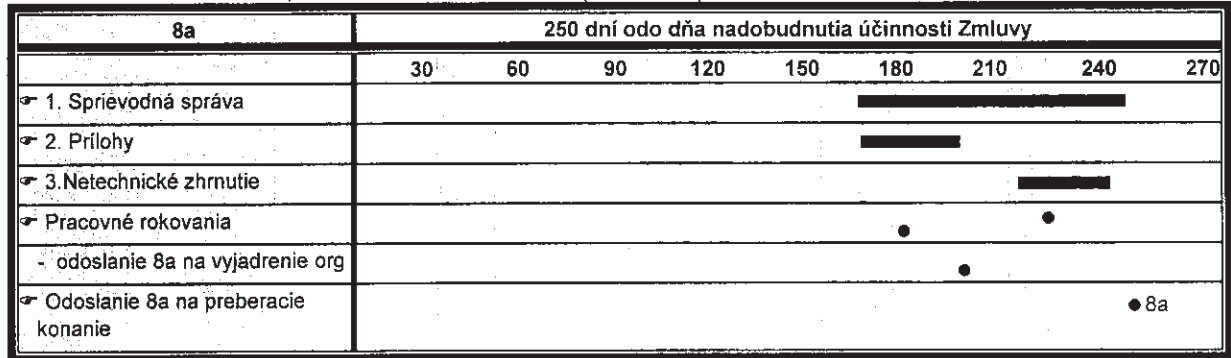 8a 250 dní odo dňa nadobudnutia účinnosti Zmluvy
30 60 90 120 150 180 210 240 270
☞ 1. Sprievodná správa
☞ 2. Prílohy
☞ 3.Netechnické zhrnutie
☞ Pracovné rokovania
- odoslanie 8a na vyjadrenie org
☞ Odoslanie 8a na preberacie
konanie
8a